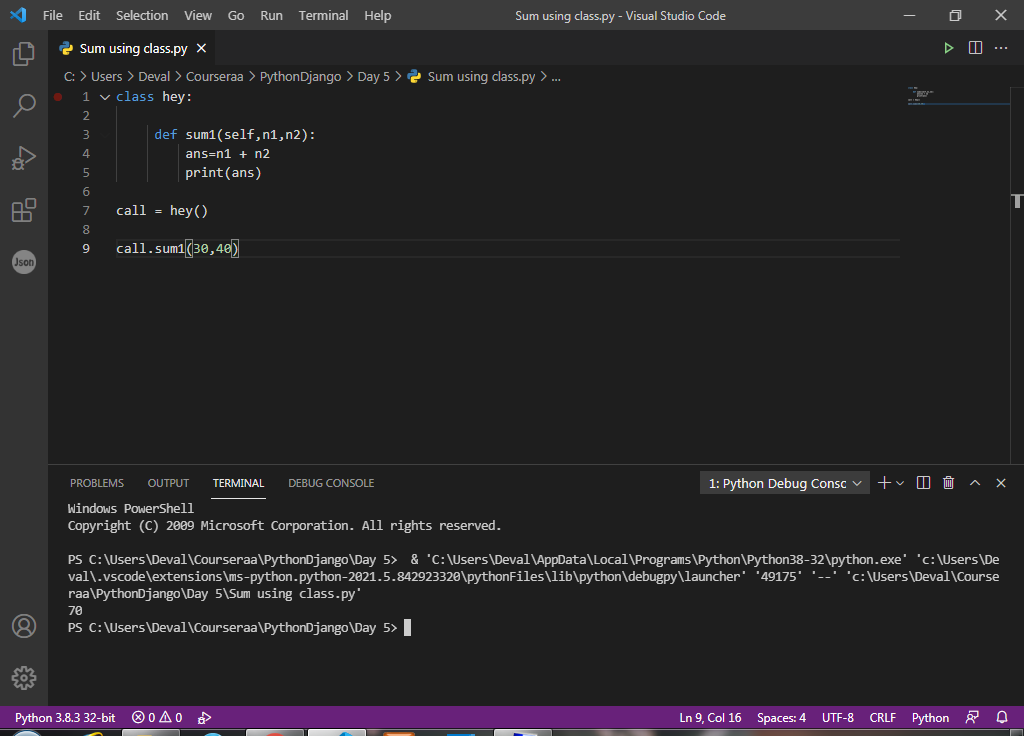 File Edit Selection View Go Run Terminal Help Sum using class.py - Visual Studio Code
Sum using class.py
C: > Users > Deval > Courseraa > PythonDjango > Day 5 > Sum using class.py > ...
1 class hey:
2
3 def sum1(self,n1,n2):
4 ans=n1 + n2
5 print(ans)
6
7 call = hey()
8
9 call.sum1(30,40)
Json
PROBLEMS OUTPUT TERMINAL DEBUG CONSOLE 1: Python Debug Consc
Windows PowerShell
Copyright (C) 2009 Microsoft Corporation. All rights reserved.
PS C:\Users\Deval\Courseraa\PythonDjango\Day 5>  & 'C:\Users\Deval\AppData\Local\Programs\Python\Python38-32\python.exe' 'c:\Users\De
val\.vscode\extensions\ms-python.python-2021.5.842923320\pythonFiles\lib\python\debugpy\launcher' '49175' '--' 'c:\Users\Deval\Course
raa\PythonDjango\Day 5\Sum using class.py'
70
PS C:\Users\Deval\Courseraa\PythonDjango\Day 5>
Python 3.8.3 32-bit 0 0 Ln 9, Col 16 Spaces: 4 UTF-8 CRLF Python